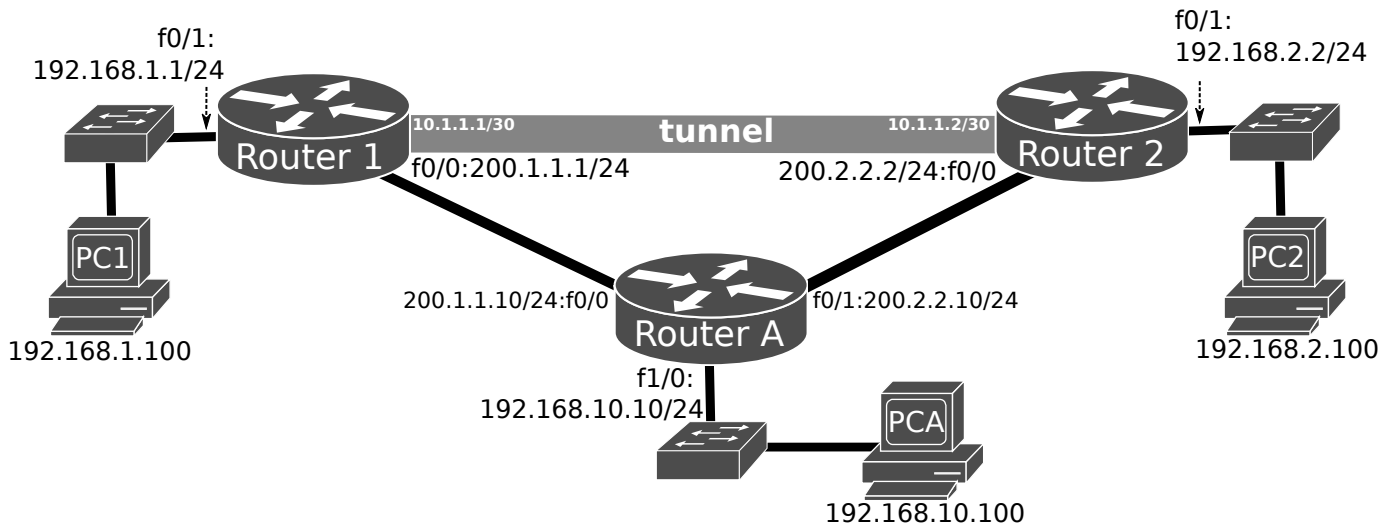 f0/1:
192.168.1.1/24
f0/1:
192.168.2.2/24
10.1.1.1/30
tunnel
10.1.1.2/30
Router 1
Router 2
f0/0:200.1.1.1/24
200.2.2.2/24:f0/0
PC1
PC2
192.168.1.100
192.168.2.100
200.1.1.10/24:f0/0
f0/1:200.2.2.10/24
Router A
f1/0:
192.168.10.10/24
PCA
192.168.10.100